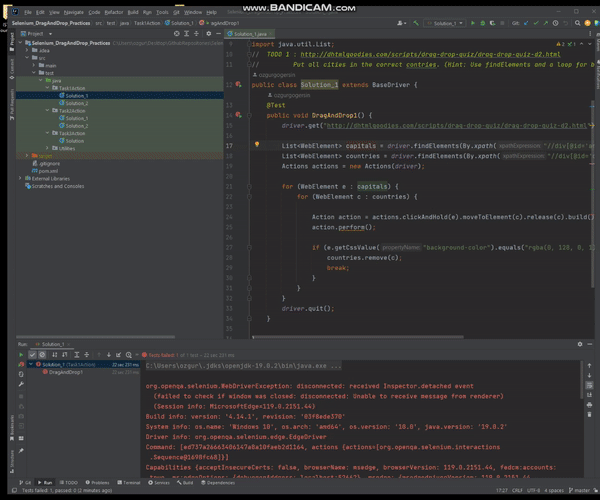 WWW.BANDICAM.COM
File Edit View Navigate Code Refactor Build Run Tools Git Window Help
Selenium_DragAndDrop_Practices src test java Task1Action Solution_1 DragAndDrop1
Solution_1
Project
Solution_1.java
Selenium_DragAndDrop_Practices
.idea
src
main
test
java
Task1Action
Solution_1
Solution_2
Task2Action
Solution_1
Solution_2
Task3Action
Solution
Utilities
target
.gitignore
pom.xml
External Libraries
Scratches and Consoles
9 import java.util.List;
// TODO 1 : http://dhtmlgoodies.com/scripts/drag-drop-quiz/drag-drop-quiz-d2.html
11 // Put all cities in the correct contries. (Hint: Use findElements and a loop for b
ozgurgogersin
12 public class Solution_1 extends BaseDriver {
ozgurgogersin
@Test
public void DragAndDrop1() {
driver.get("http://dhtmlgoodies.com/scripts/drag-drop-quiz/drag-drop-quiz-d2.html"
17 List<WebElement> capitals = driver.findElements(By.xpath( xpathExpression: "//div[@id='a
List<WebElement> countries = driver.findElements(By.xpath( xpathExpression: "//div[@id=
Actions actions = new Actions(driver);
for (WebElement e : capitals) {
for (WebElement c : countries) {
Action action = actions.clickAndHold(e).moveToElement(c).release(c).build()
action.perform();
if (e.getCssValue( propertyName: "background-color").equals("rgba(0, 128, 0, 1
countries.remove(c);
break;
}
}
}
driver.quit();
}
Run: Solution_1
Tests failed: 1 of 1 test – 22 sec 231 ms
Solution_1 (Task1Action) 22 sec 231 ms
DragAndDrop1 22 sec 231 ms
C:\Users\ozgur\.jdks\openjdk-19.0.2\bin\java.exe ...
org.openqa.selenium.WebDriverException: disconnected: received Inspector.detached event
(failed to check if window was closed: disconnected: Unable to receive message from renderer)
(Session info: MicrosoftEdge=119.0.2151.44)
Build info: version: '4.14.1', revision: '03f8ede370'
System info: os.name: 'Windows 10', os.arch: 'amd64', os.version: '10.0', java.version: '19.0.2'
Driver info: org.openqa.selenium.edge.EdgeDriver
Command: [actions {actions=[org.openqa.selenium.interactions
.Sequence@1698fc68]}]
Capabilities {acceptInsecureCerts: false, browserName: msedge, browserVersion: 119.0.2151.44, fedcm:accounts:
Git Run TODO Problems Terminal Services Build Dependencies
Tests failed: 1, passed: 0 (2 minutes ago)
17:27 CRLF UTF-8 4 spaces master